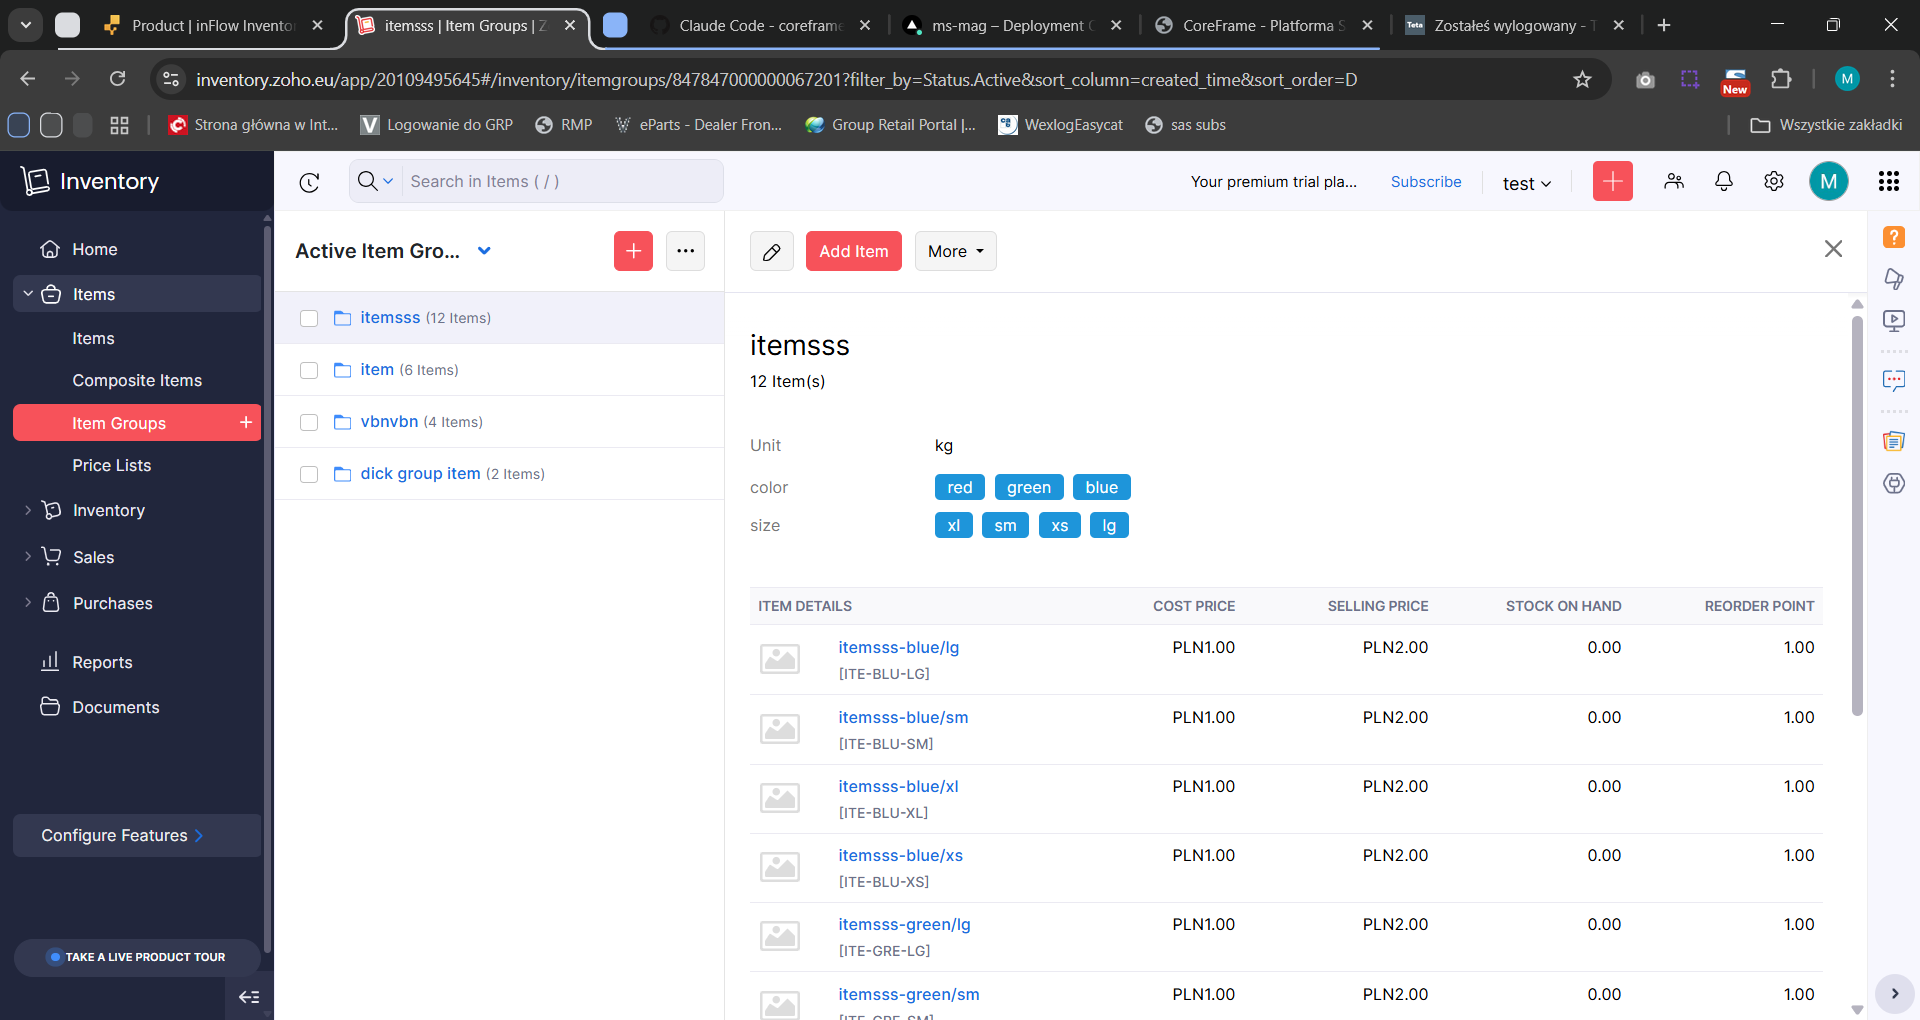 Product | inFlow Invento
itemsss | Item Groups | Z
Claude Code - coreframe
ms-mag – Deployment
CoreFrame - Platforma S
Teta
Zostałeś wylogowany - T
inventory.zoho.eu/app/20109495645#/inventory/itemgroups/847847000000067201?filter_by=Status.Active&sort_column=created_time&sort_order=D
New
M
Strona główna w Int...
Logowanie do GRP
RMP
eParts - Dealer Fron...
Group Retail Portal |...
WexlogEasycat
sas subs
Wszystkie zakładki
Inventory
Search in Items ( / )
Your premium trial pla...
Subscribe
test
M
Home
Items
Items
Composite Items
Item Groups
Price Lists
Inventory
Sales
Purchases
Reports
Documents
Configure Features
TAKE A LIVE PRODUCT TOUR
Active Item Gro...
itemsss (12 Items)
item (6 Items)
vbnvbn (4 Items)
dick group item (2 Items)
Add Item
More
itemsss
12 Item(s)
Unit kg
color red green blue
size xl sm xs lg
ITEM DETAILS COST PRICE SELLING PRICE STOCK ON HAND REORDER POINT
itemsss-blue/lg PLN1.00 PLN2.00 0.00 1.00
[ITE-BLU-LG]
itemsss-blue/sm PLN1.00 PLN2.00 0.00 1.00
[ITE-BLU-SM]
itemsss-blue/xl PLN1.00 PLN2.00 0.00 1.00
[ITE-BLU-XL]
itemsss-blue/xs PLN1.00 PLN2.00 0.00 1.00
[ITE-BLU-XS]
itemsss-green/lg PLN1.00 PLN2.00 0.00 1.00
[ITE-GRE-LG]
itemsss-green/sm PLN1.00 PLN2.00 0.00 1.00
[ITE-GRE-SM]